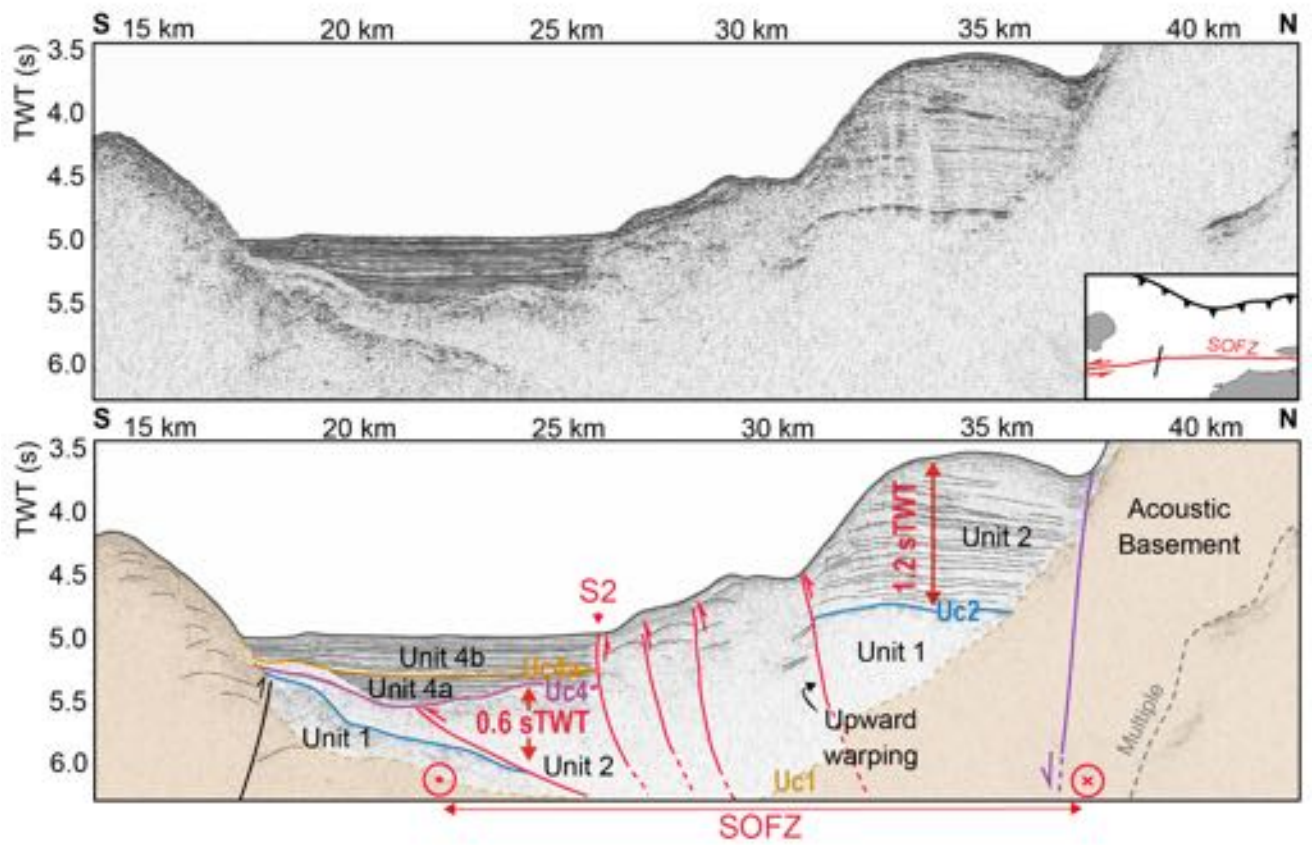 S 15 km 20 km 25 km 30 km 35 km 40 km N
TWT (s)
3.5
4.0
4.5
5.0
5.5
6.0
SOFZ
S 15 km 20 km 25 km 30 km 35 km 40 km N
TWT (s)
3.5
4.0
4.5
5.0
5.5
6.0
Acoustic
Basement
Unit 2
1.2 sTWT
S2
Uc2
Unit 4b
Unit 1
Unit 4a
Uc4
0.6 sTWT
Unit 1
Unit 2
Upward
warping
Multiple
Uc1
SOFZ